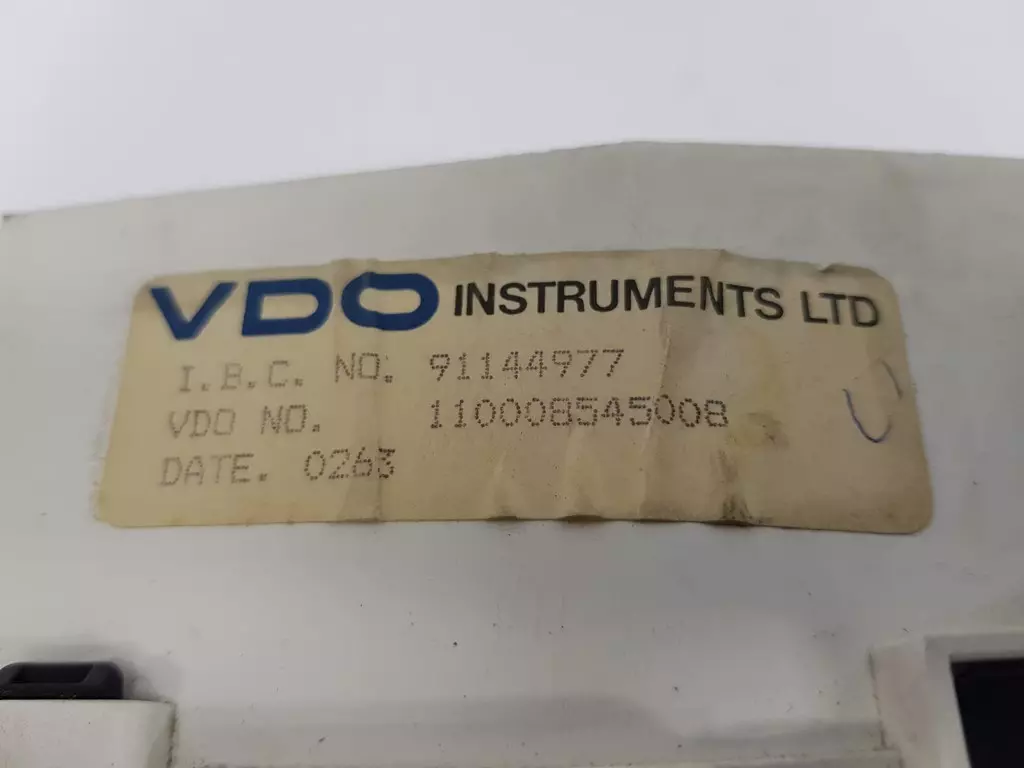 VDO INSTRUMENTS LTD
I.B.C. NO. 91144977
VDO NO. 110008545008
DATE. 0263